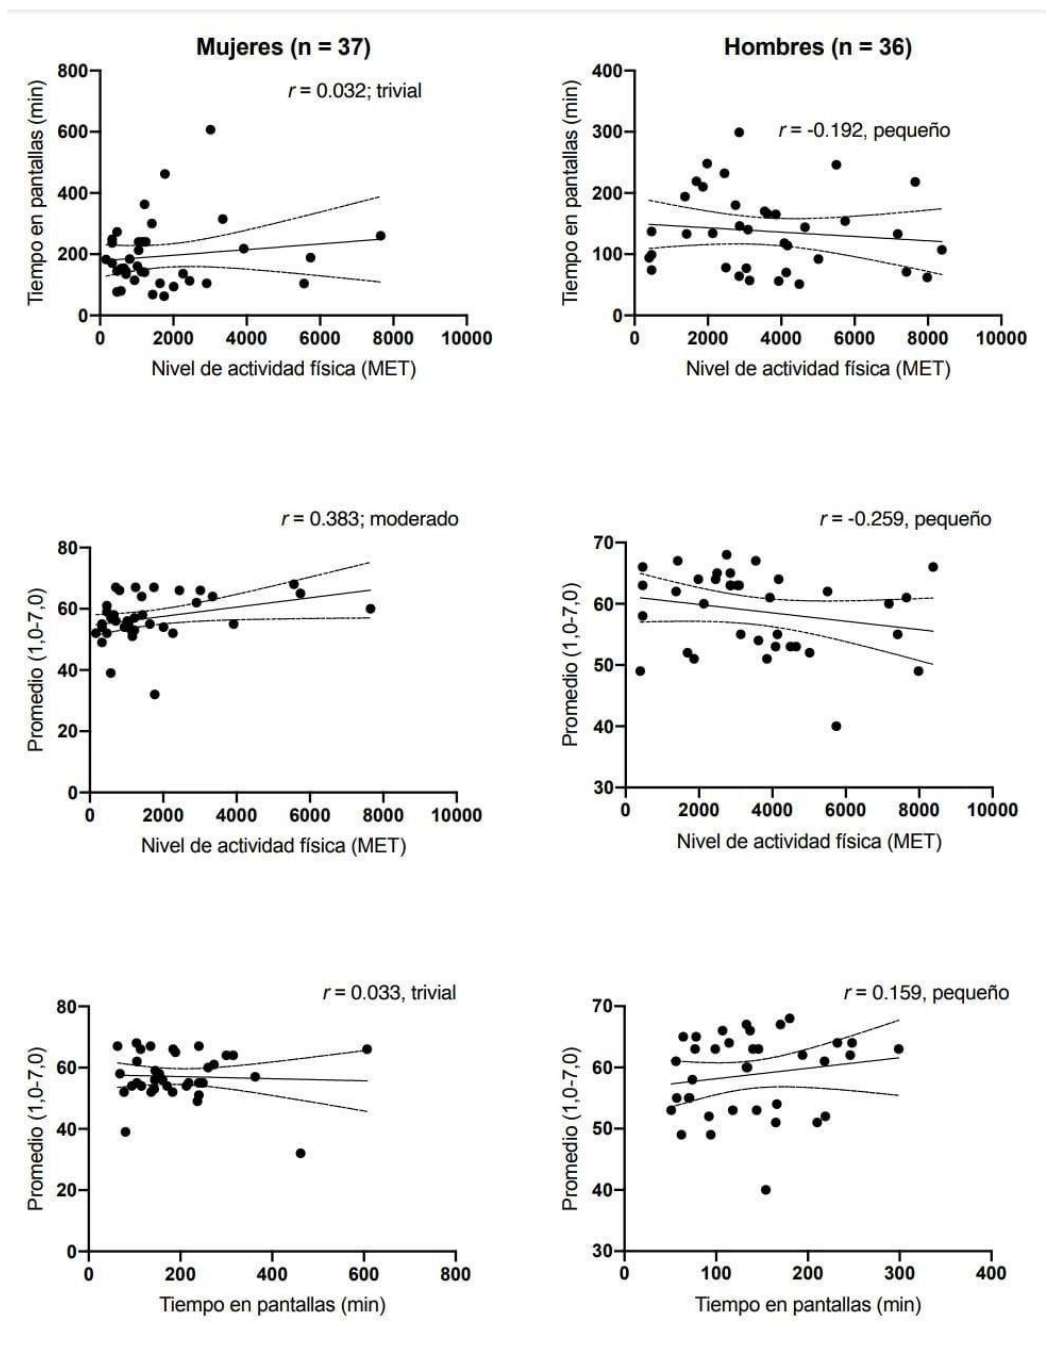 Mujeres (n = 37)
Hombres (n = 36)
r = 0.032; trivial
Tiempo en pantallas (min)
800
600
400
200
0
0 2000 4000 6000 8000 10000
Nivel de actividad física (MET)
r = -0.192, pequeño
Tiempo en pantallas (min)
400
300
200
100
0
0 2000 4000 6000 8000 10000
Nivel de actividad física (MET)
r = 0.383; moderado
Promedio (1,0-7,0)
80
60
40
20
0
0 2000 4000 6000 8000 10000
Nivel de actividad física (MET)
r = -0.259, pequeño
Promedio (1,0-7,0)
70
60
50
40
30
0 2000 4000 6000 8000 10000
Nivel de actividad física (MET)
r = 0.033, trivial
Promedio (1,0-7,0)
80
60
40
20
0
0 200 400 600 800
Tiempo en pantallas (min)
r = 0.159, pequeño
Promedio (1,0-7,0)
70
60
50
40
30
0 100 200 300 400
Tiempo en pantallas (min)